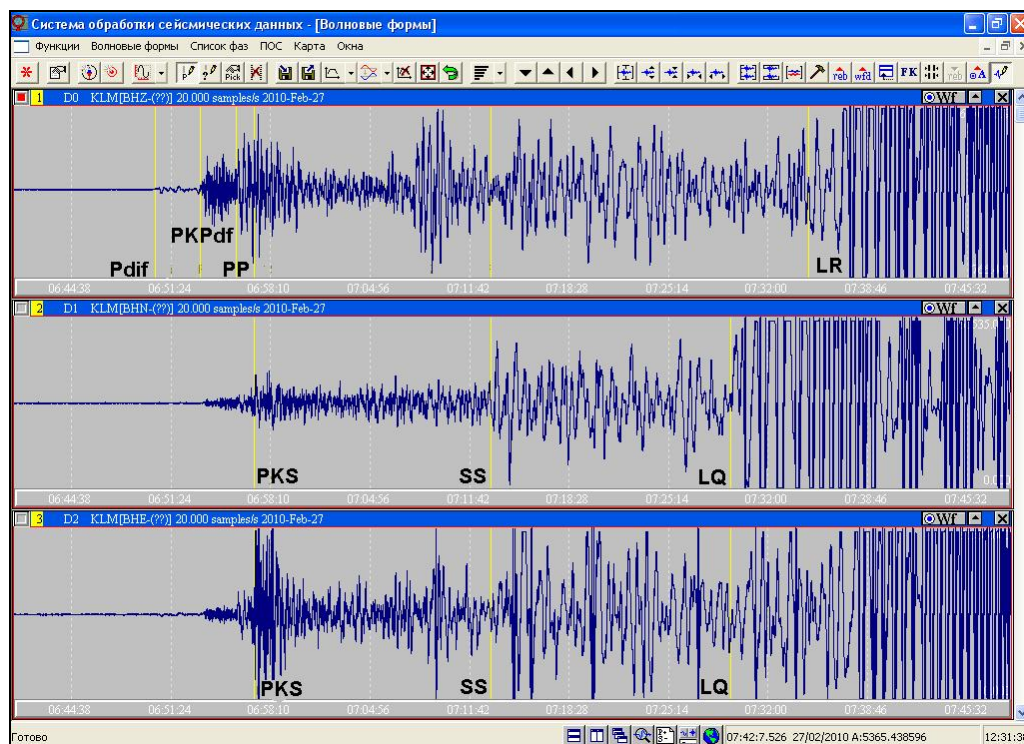 Система обработки сейсмических данных - [Волновые формы]
Функции Волновые формы Список фаз ПОС Карта Окна
Pick reb wfd FK reb A
1 D0 KLM[BHZ-(??)] 20.000 samples/s 2010-Feb-27 Wf
PKPdf
Pdif PP LR
06:44:38 06:51:24 06:58:10 07:04:56 07:11:42 07:18:28 07:25:14 07:32:00 07:38:46 07:45:32
2 D1 KLM[BHN-(??)] 20.000 samples/s 2010-Feb-27 Wf
PKS SS LQ
06:44:38 06:51:24 06:58:10 07:04:56 07:11:42 07:18:28 07:25:14 07:32:00 07:38:46 07:45:32
3 D2 KLM[BHE-(??)] 20.000 samples/s 2010-Feb-27 Wf
PKS SS LQ
06:44:38 06:51:24 06:58:10 07:04:56 07:11:42 07:18:28 07:25:14 07:32:00 07:38:46 07:45:32
Готово 07:42:7.526 27/02/2010 A:5365.438596